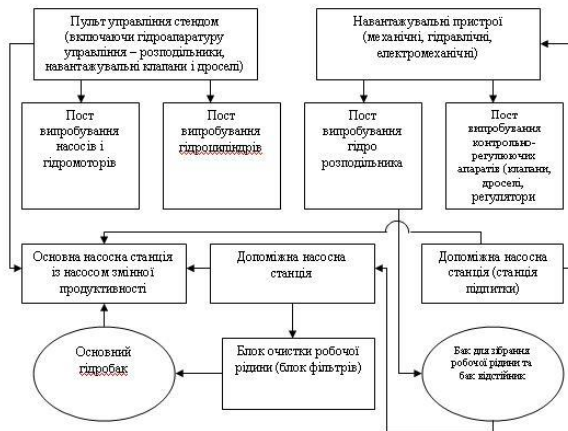 Пульт управління стендом
(включаючи гідроапаратуру
управління – розподільники,
навантажувальні клапани і дроселі)
Навантажувальні пристрої
(механічні, гідравлічні,
електромеханічні)
Пост
випробування
насосів і
гідромоторів
Пост
випробування
гідроциліндрів
Пост
випробування
гідро
розподільника
Пост
випробування
контрольно-
регулюючих
апаратів (клапани,
дроселі,
регулятори
Основна насосна станція
із насосом змінної
продуктивності
Допоміжна насосна
станція
Допоміжна насосна
станція (станція
підпитки)
Основний
гідробак
Блок очистки робочої
рідини (блок фільтрів)
Бак для зібрання
робочої рідини та
бак відстійник